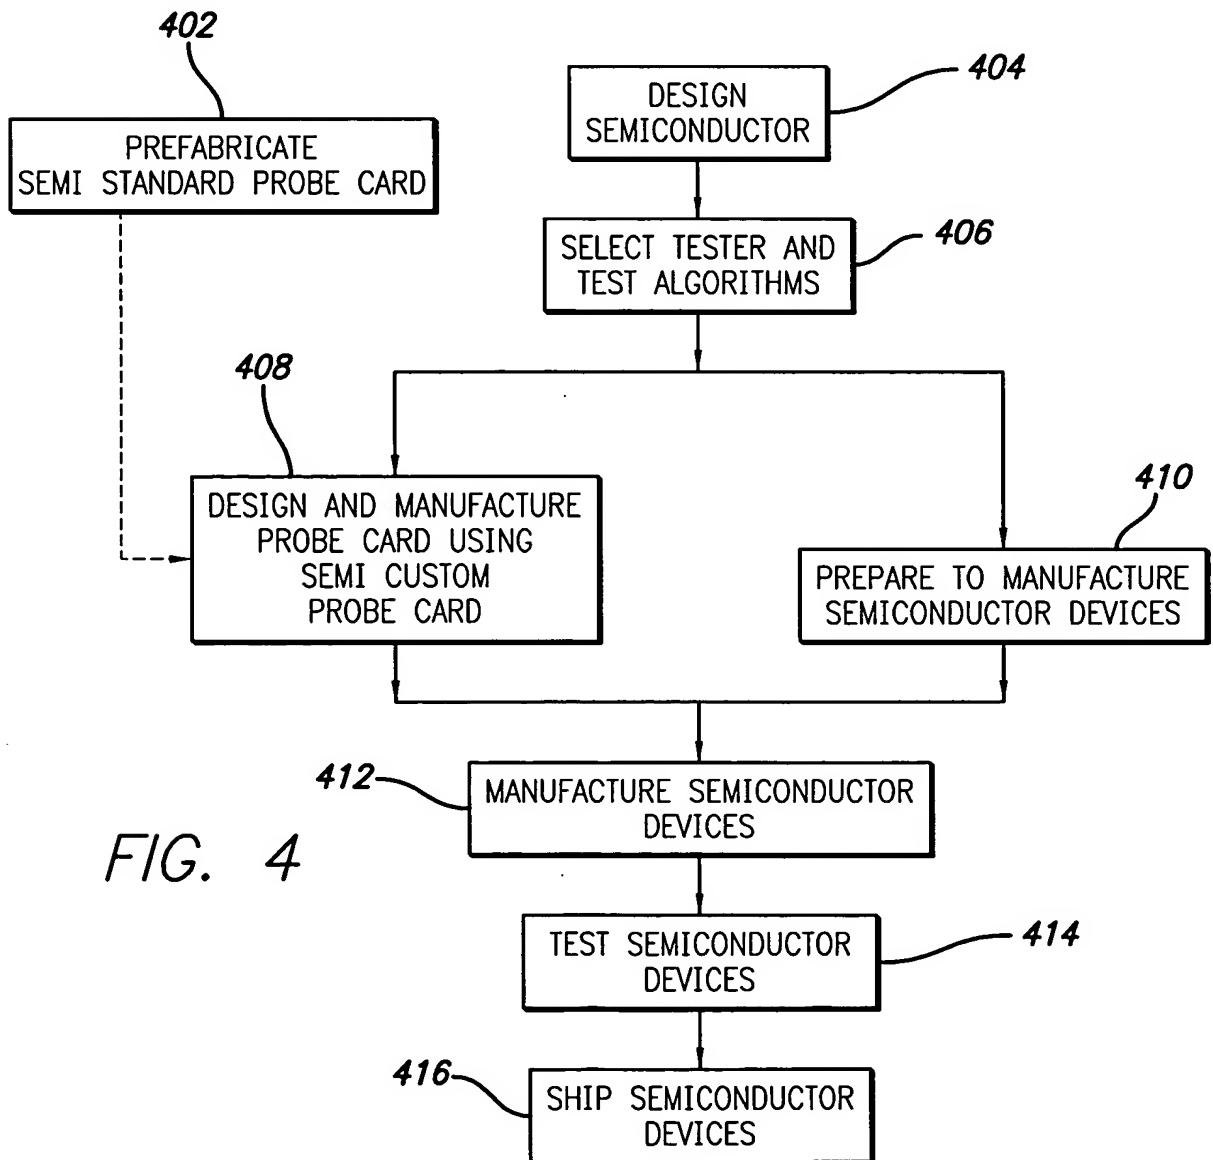 402
PREFABRICATE
SEMI STANDARD PROBE CARD
404
DESIGN
SEMICONDUCTOR
406
SELECT TESTER AND
TEST ALGORITHMS
408
DESIGN AND MANUFACTURE
PROBE CARD USING
SEMI CUSTOM
PROBE CARD
410
PREPARE TO MANUFACTURE
SEMICONDUCTOR DEVICES
412
MANUFACTURE SEMICONDUCTOR
DEVICES
FIG. 4
414
TEST SEMICONDUCTOR
DEVICES
416
SHIP SEMICONDUCTOR
DEVICES